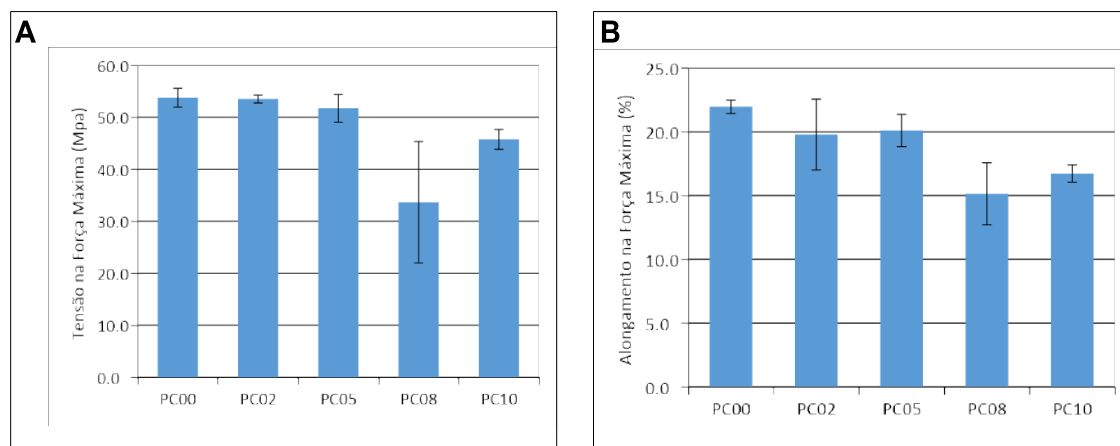 A
Tensão na Força Máxima (Mpa)
60.0
50.0
40.0
30.0
20.0
10.0
0.0
PC00 PC02 PC05 PC08 PC10
B
Alongamento na Força Máxima (%)
25.0
20.0
15.0
10.0
5.0
0.0
PC00 PC02 PC05 PC08 PC10